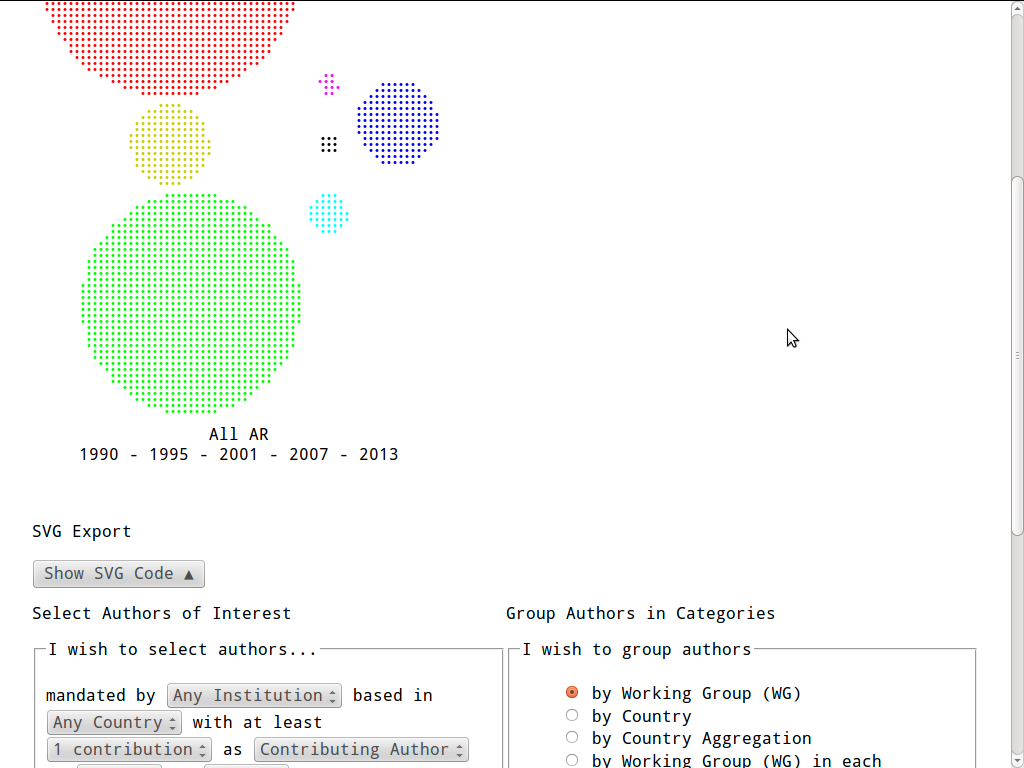 All AR
1990 - 1995 - 2001 - 2007 - 2013
SVG Export
Show SVG Code ▲
Select Authors of Interest
I wish to select authors...
mandated by Any Institution based in
Any Country with at least
1 contribution as Contributing Author
Group Authors in Categories
I wish to group authors
by Working Group (WG)
by Country
by Country Aggregation
by Working Group (WG) in each